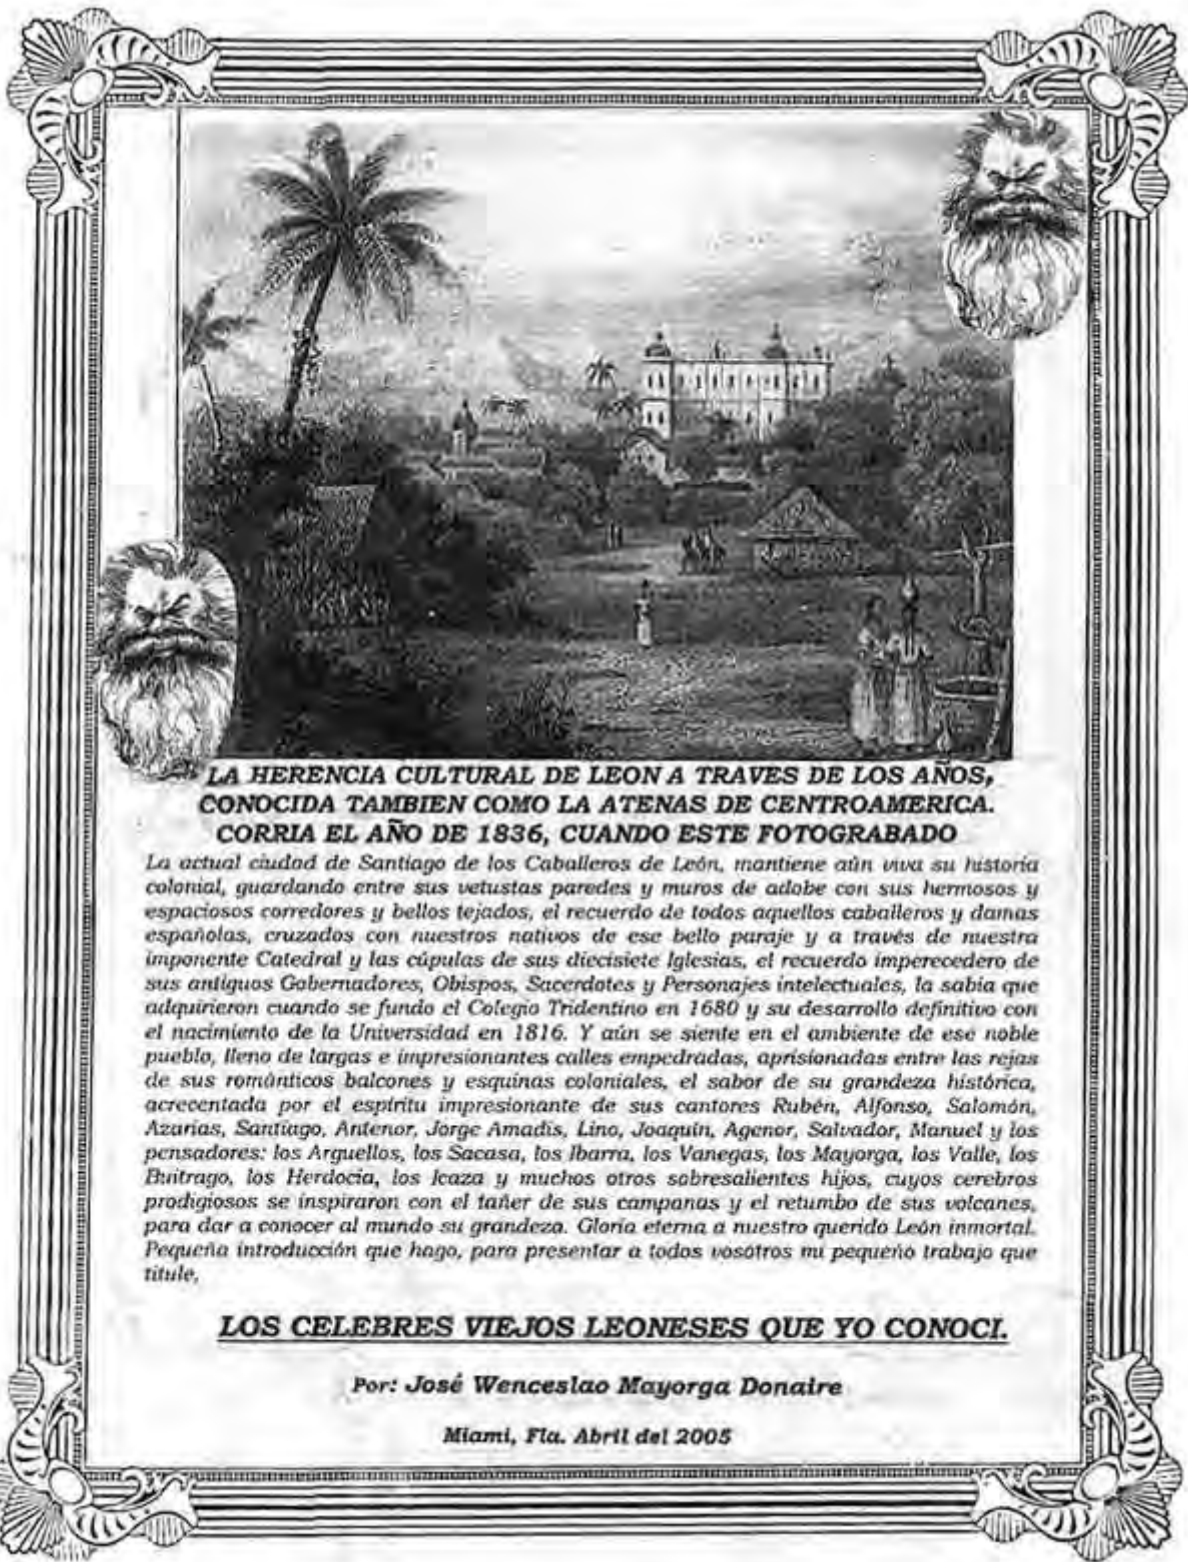 LA HERENCIA CULTURAL DE LEON A TRAVES DE LOS AÑOS,
CONOCIDA TAMBIEN COMO LA ATENAS DE CENTROAMERICA.
CORRIA EL AÑO DE 1836, CUANDO ESTE FOTOGRABADO
La actual ciudad de Santiago de los Caballeros de León, mantiene aún viva su historia
colonial, guardando entre sus vetustas paredes y muros de adobe con sus hermosos y
espaciosos corredores y bellos tejados, el recuerdo de todos aquellos caballeros y damas
españolas, cruzados con nuestros nativos de ese bello paraje y a través de nuestra
imponente Catedral y las cúpulas de sus diecisiete Iglesias, el recuerdo imperecedero de
sus antiguos Gobernadores, Obispos, Sacerdotes y Personajes intelectuales, la sabia que
adquirieron cuando se fundo el Colegio Tridentino en 1680 y su desarrollo definitivo con
el nacimiento de la Universidad en 1816. Y aún se siente en el ambiente de ese noble
pueblo, lleno de largas e impresionantes calles empedradas, aprisionadas entre las rejas
de sus románticos balcones y esquinas coloniales, el sabor de su grandeza histórica,
acrecentada por el espíritu impresionante de sus cantores Rubén, Alfonso, Salomón,
Azarias, Santiago, Antenor, Jorge Amadís, Lino, Joaquín, Agenor, Salvador, Manuel y los
pensadores: los Arguellos, los Sacasa, los Ibarra, los Vanegas, los Mayorga, los Valle, los
Buitrago, los Herdocia, los Icaza y muchos otros sobresalientes hijos, cuyos cerebros
prodigiosos se inspiraron con el tañer de sus campanas y el retumbo de sus volcanes,
para dar a conocer al mundo su grandeza. Gloria eterna a nuestro querido León inmortal.
Pequeña introducción que hago, para presentar a todos vosotros mi pequeño trabajo que
titule,
LOS CELEBRES VIEJOS LEONESES QUE YO CONOCI.
Por: José Wenceslao Mayorga Donaire
Miami, Fla. Abril del 2005